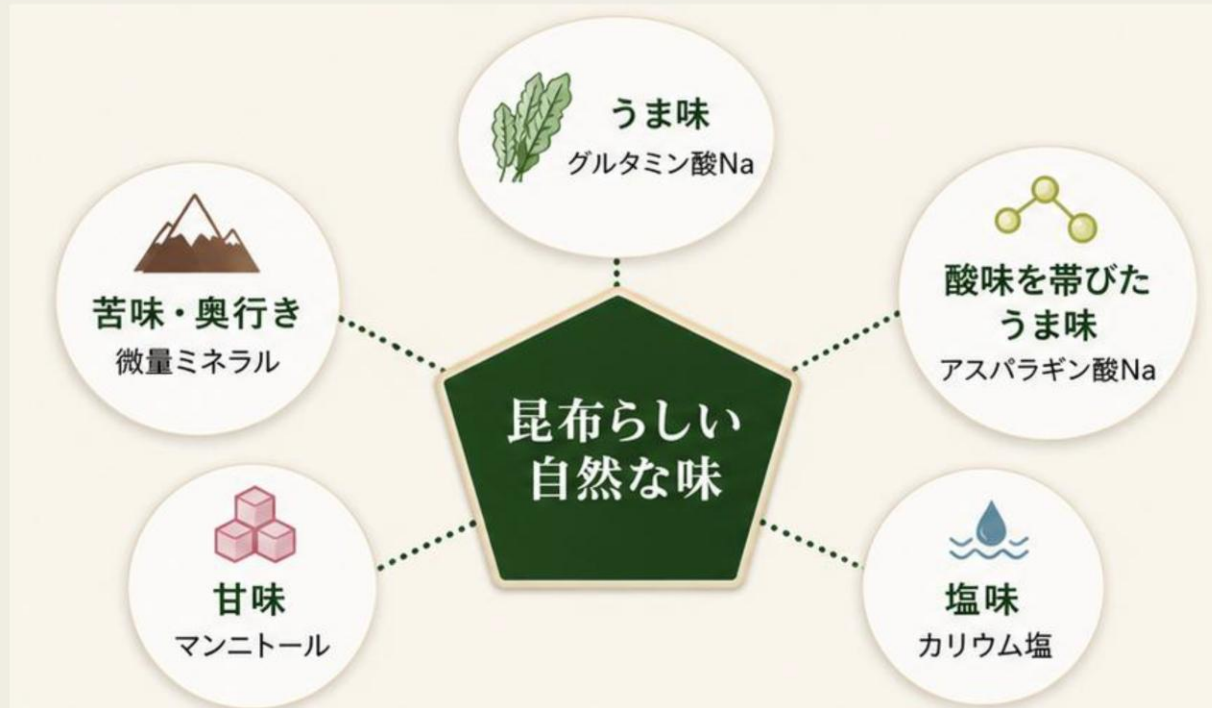 うま味
グルタミン酸Na
苦味・奥行き
微量ミネラル
酸味を帯びた
うま味
アスパラギン酸Na
昆布らしい
自然な味
甘味
マンニトール
塩味
カリウム塩